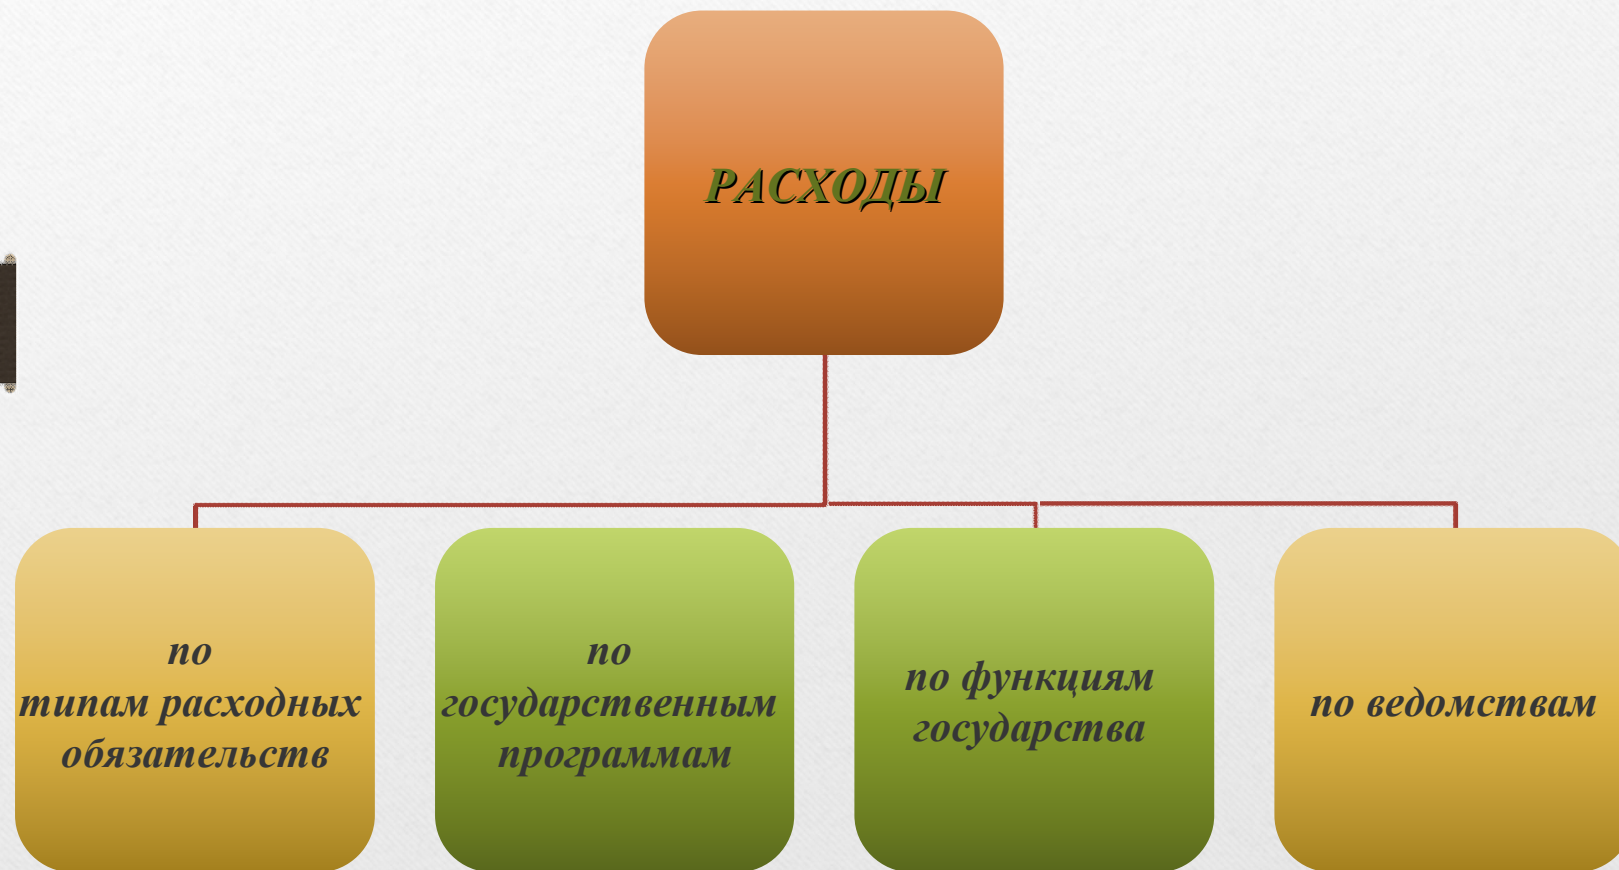 РАСХОДЫ
по
типам расходных
обязательств
по
государственным
программам
по функциям
государства
по ведомствам